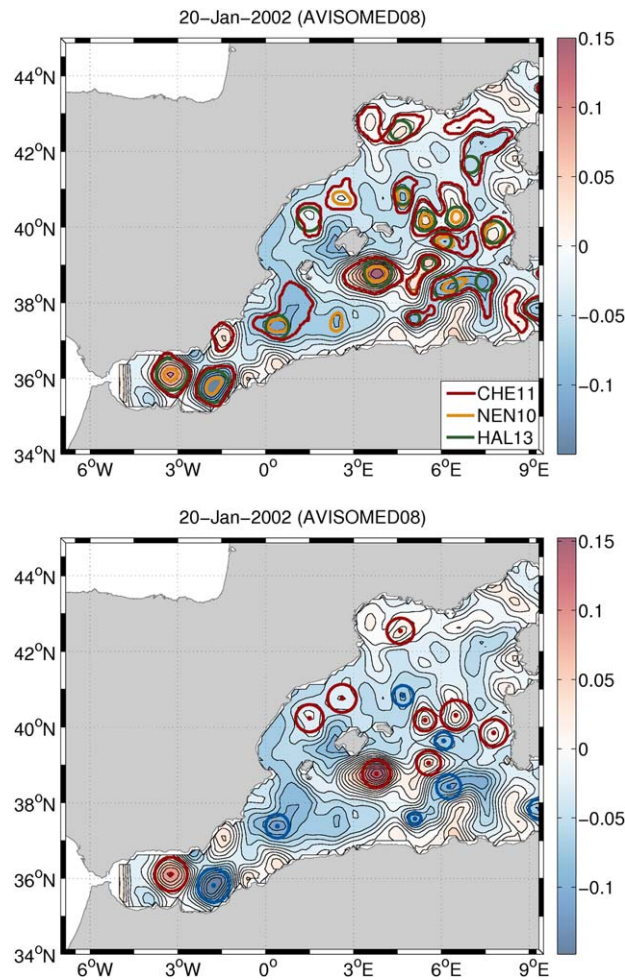 20-Jan-2002 (AVISOMED08)
44°N
42°N
40°N
38°N
36°N
34°N
6°W 3°W 0° 3°E 6°E 9°E
CHE11
NEN10
HAL13
0.15
0.1
0.05
0
−0.05
−0.1
20-Jan-2002 (AVISOMED08)
44°N
42°N
40°N
38°N
36°N
34°N
6°W 3°W 0° 3°E 6°E 9°E
0.15
0.1
0.05
0
−0.05
−0.1